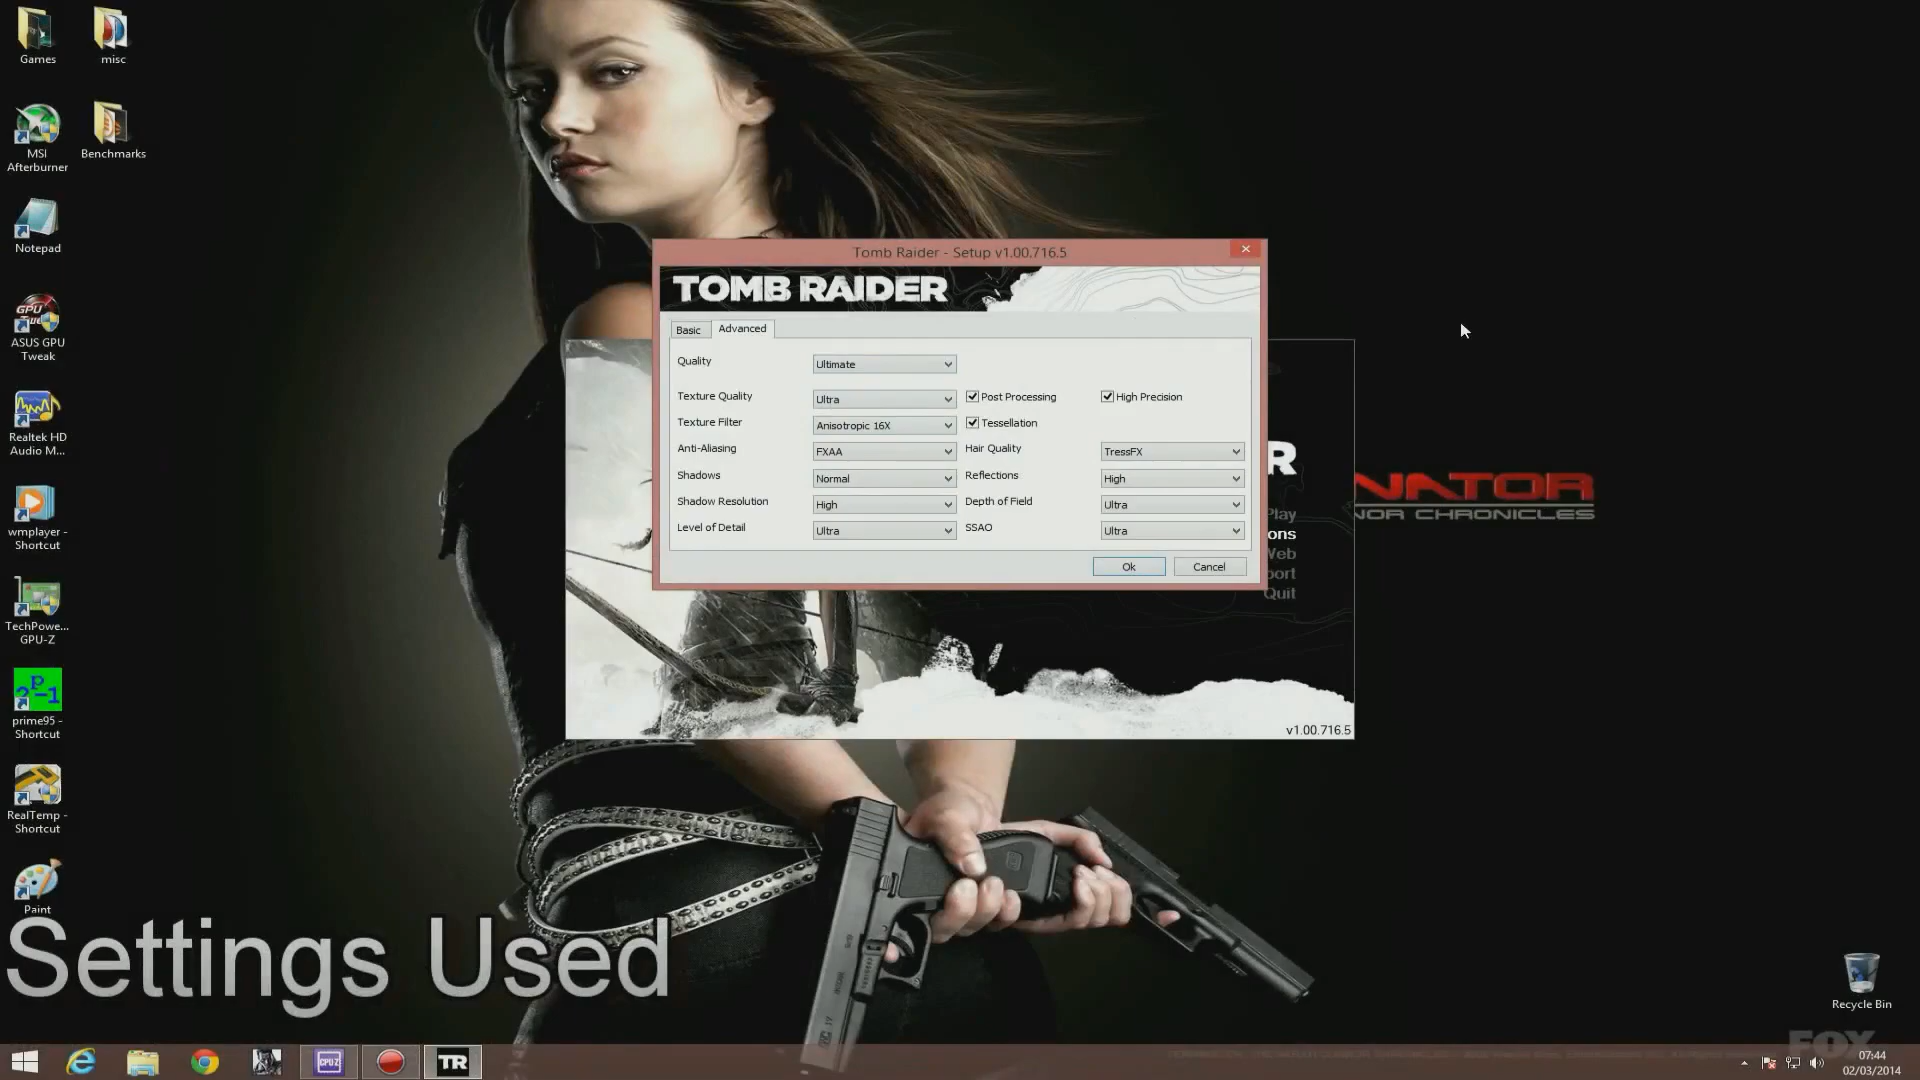 Games
misc
MSI
Afterburner
Benchmarks
Notepad
GPU
ASUS GPU
Tweak
Realtek HD
Audio M...
wmplayer -
Shortcut
TechPowe...
GPU-Z
prime95 -
Shortcut
RealTemp -
Shortcut
Paint
Tomb Raider - Setup v1.00.716.5
TOMB RAIDER
Basic
Advanced
Quality
Ultimate
Texture Quality
Ultra
Post Processing
High Precision
Texture Filter
Anisotropic 16X
Tessellation
Anti-Aliasing
FXAA
Hair Quality
TressFX
Shadows
Normal
Reflections
High
Shadow Resolution
High
Depth of Field
Ultra
Level of Detail
Ultra
SSAO
Ultra
Ok
Cancel
R
Play
ons
Web
port
Quit
v1.00.716.5
NATOR
NOR CHRONICLES
Settings Used
Recycle Bin
FOX
CPU-Z
TR
07:44
02/03/2014